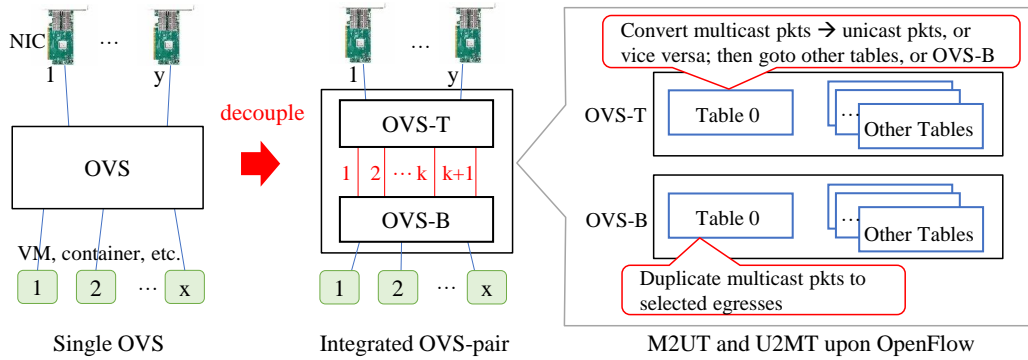 NIC
...
1
y
OVS
VM, container, etc.
1
2
...
x
Single OVS
decouple
...
1
y
OVS-T
1
2
... k
k+1
OVS-B
1
2
...
x
Integrated OVS-pair
Convert multicast pkts → unicast pkts, or
vice versa; then goto other tables, or OVS-B
OVS-T
Table 0
...
Other Tables
OVS-B
Table 0
...
Other Tables
Duplicate multicast pkts to
selected egresses
M2UT and U2MT upon OpenFlow